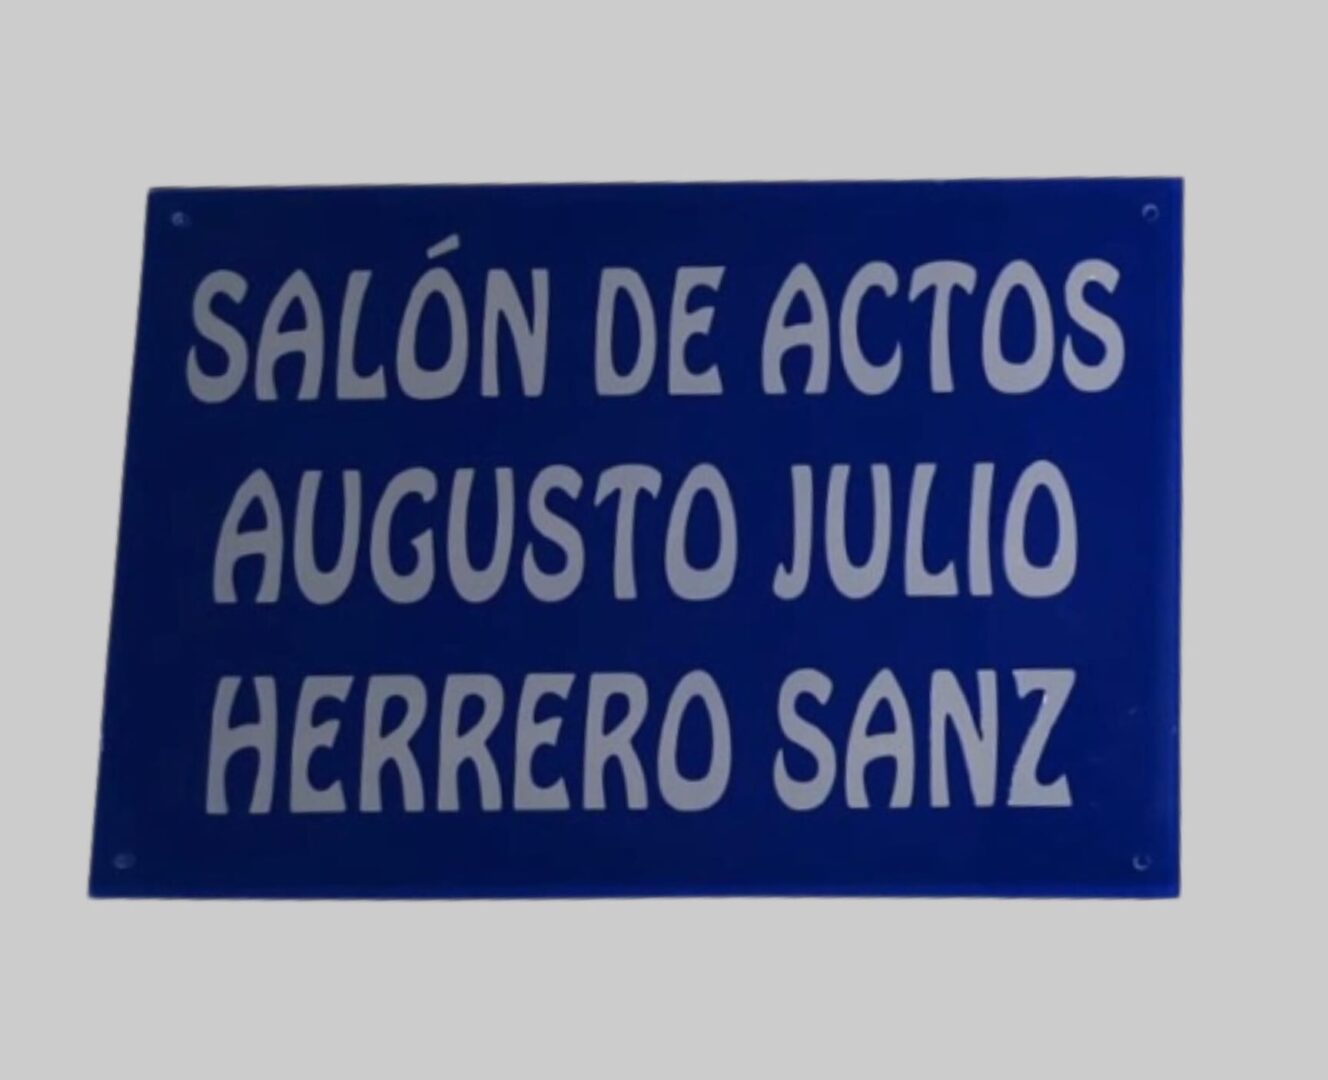 SALÓN DE ACTOS
AUGUSTO JULIO
HERRERO SANZ